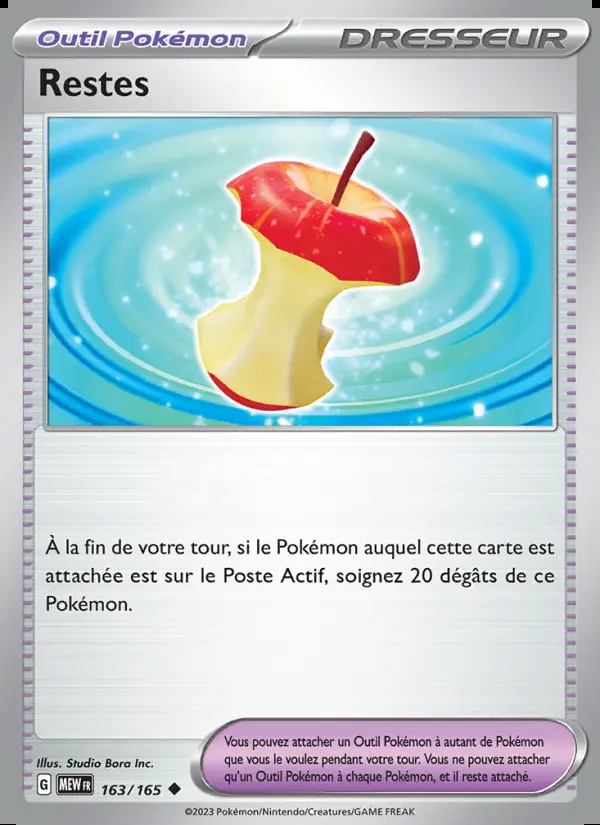 Outil Pokémon
DRESSEUR
Restes
À la fin de votre tour, si le Pokémon auquel cette carte est
attachée est sur le Poste Actif, soignez 20 dégâts de ce
Pokémon.
Illus. Studio Bora Inc.
G MEW FR 163/165 ◆
Vous pouvez attacher un Outil Pokémon à autant de Pokémon
que vous le voulez pendant votre tour. Vous ne pouvez attacher
qu'un Outil Pokémon à chaque Pokémon, et il reste attaché.
©2023 Pokémon/Nintendo/Creatures/GAME FREAK